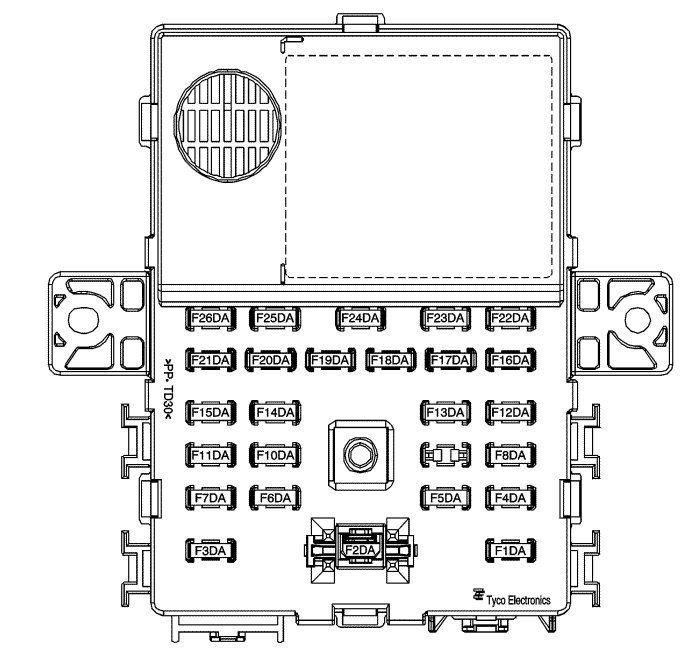 F26DA F25DA F24DA F23DA F22DA
F21DA F20DA F19DA F18DA F17DA F16DA
>PP, TD30<
F15DA F14DA F13DA F12DA
F11DA F10DA F8DA
F7DA F6DA F5DA F4DA
F3DA F2DA F1DA
Tyco Electronics